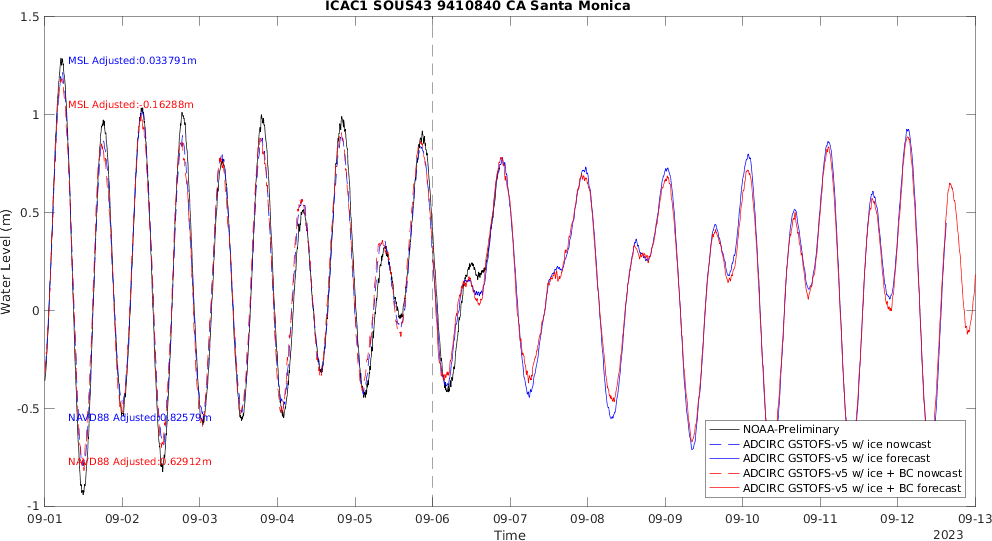 ICAC1 SOUS43 9410840 CA Santa Monica
1.5
1
0.5
0
-0.5
-1
Water Level (m)
MSL Adjusted:0.033791m
MSL Adjusted:-0.16288m
NAVD88 Adjusted:0.82579m
NAVD88 Adjusted:0.62912m
NOAA-Preliminary
ADCIRC GSTOFS-v5 w/ ice nowcast
ADCIRC GSTOFS-v5 w/ ice forecast
ADCIRC GSTOFS-v5 w/ ice + BC nowcast
ADCIRC GSTOFS-v5 w/ ice + BC forecast
09-01 09-02 09-03 09-04 09-05 09-06 09-07 09-08 09-09 09-10 09-11 09-12 09-13
Time
2023